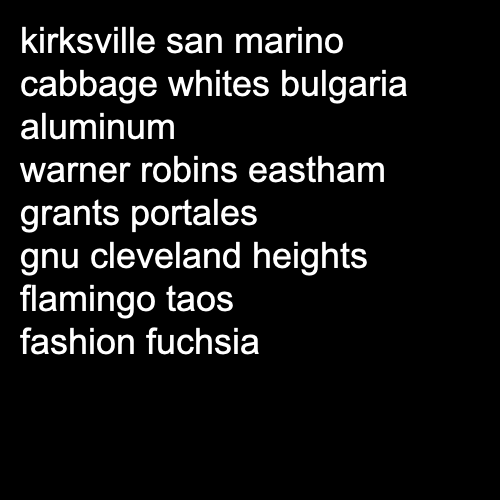 kirksville san marino
cabbage whites bulgaria
aluminum
warner robins eastham
grants portales
gnu cleveland heights
flamingo taos
fashion fuchsia